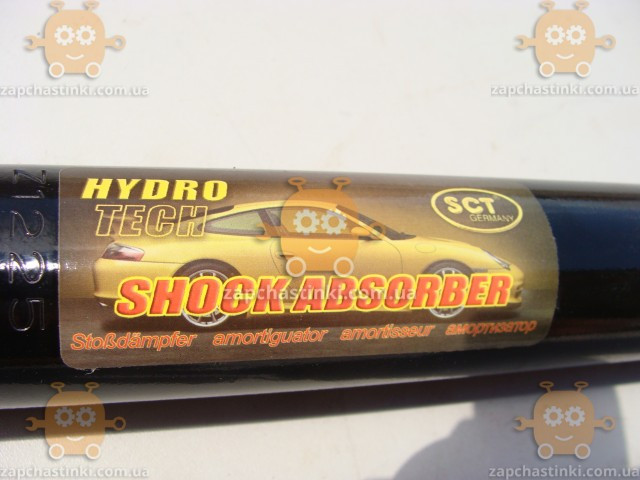 zapchastinki.com.ua zapchastinki.com.ua
HYDRO
TECH
SCT
GERMANY
Z1225
zapchastinki.com.ua
SHOCK ABSORBER
Stoßdämpfer amortiguator amortisseur амортизатор
zapchastinki.com.ua zapchastinki.com.ua